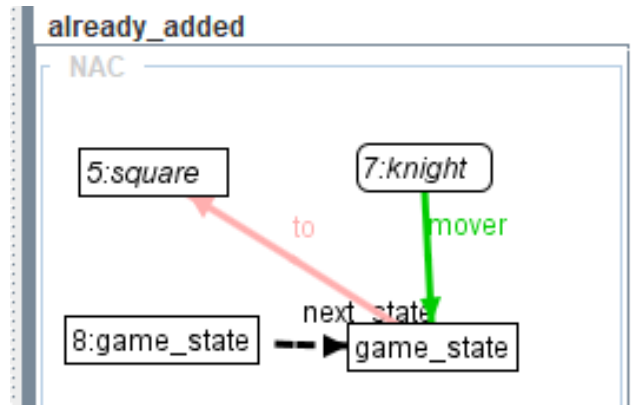 already_added
NAC
5:square
7:knight
to
mover
next_state
8:game_state
game_state